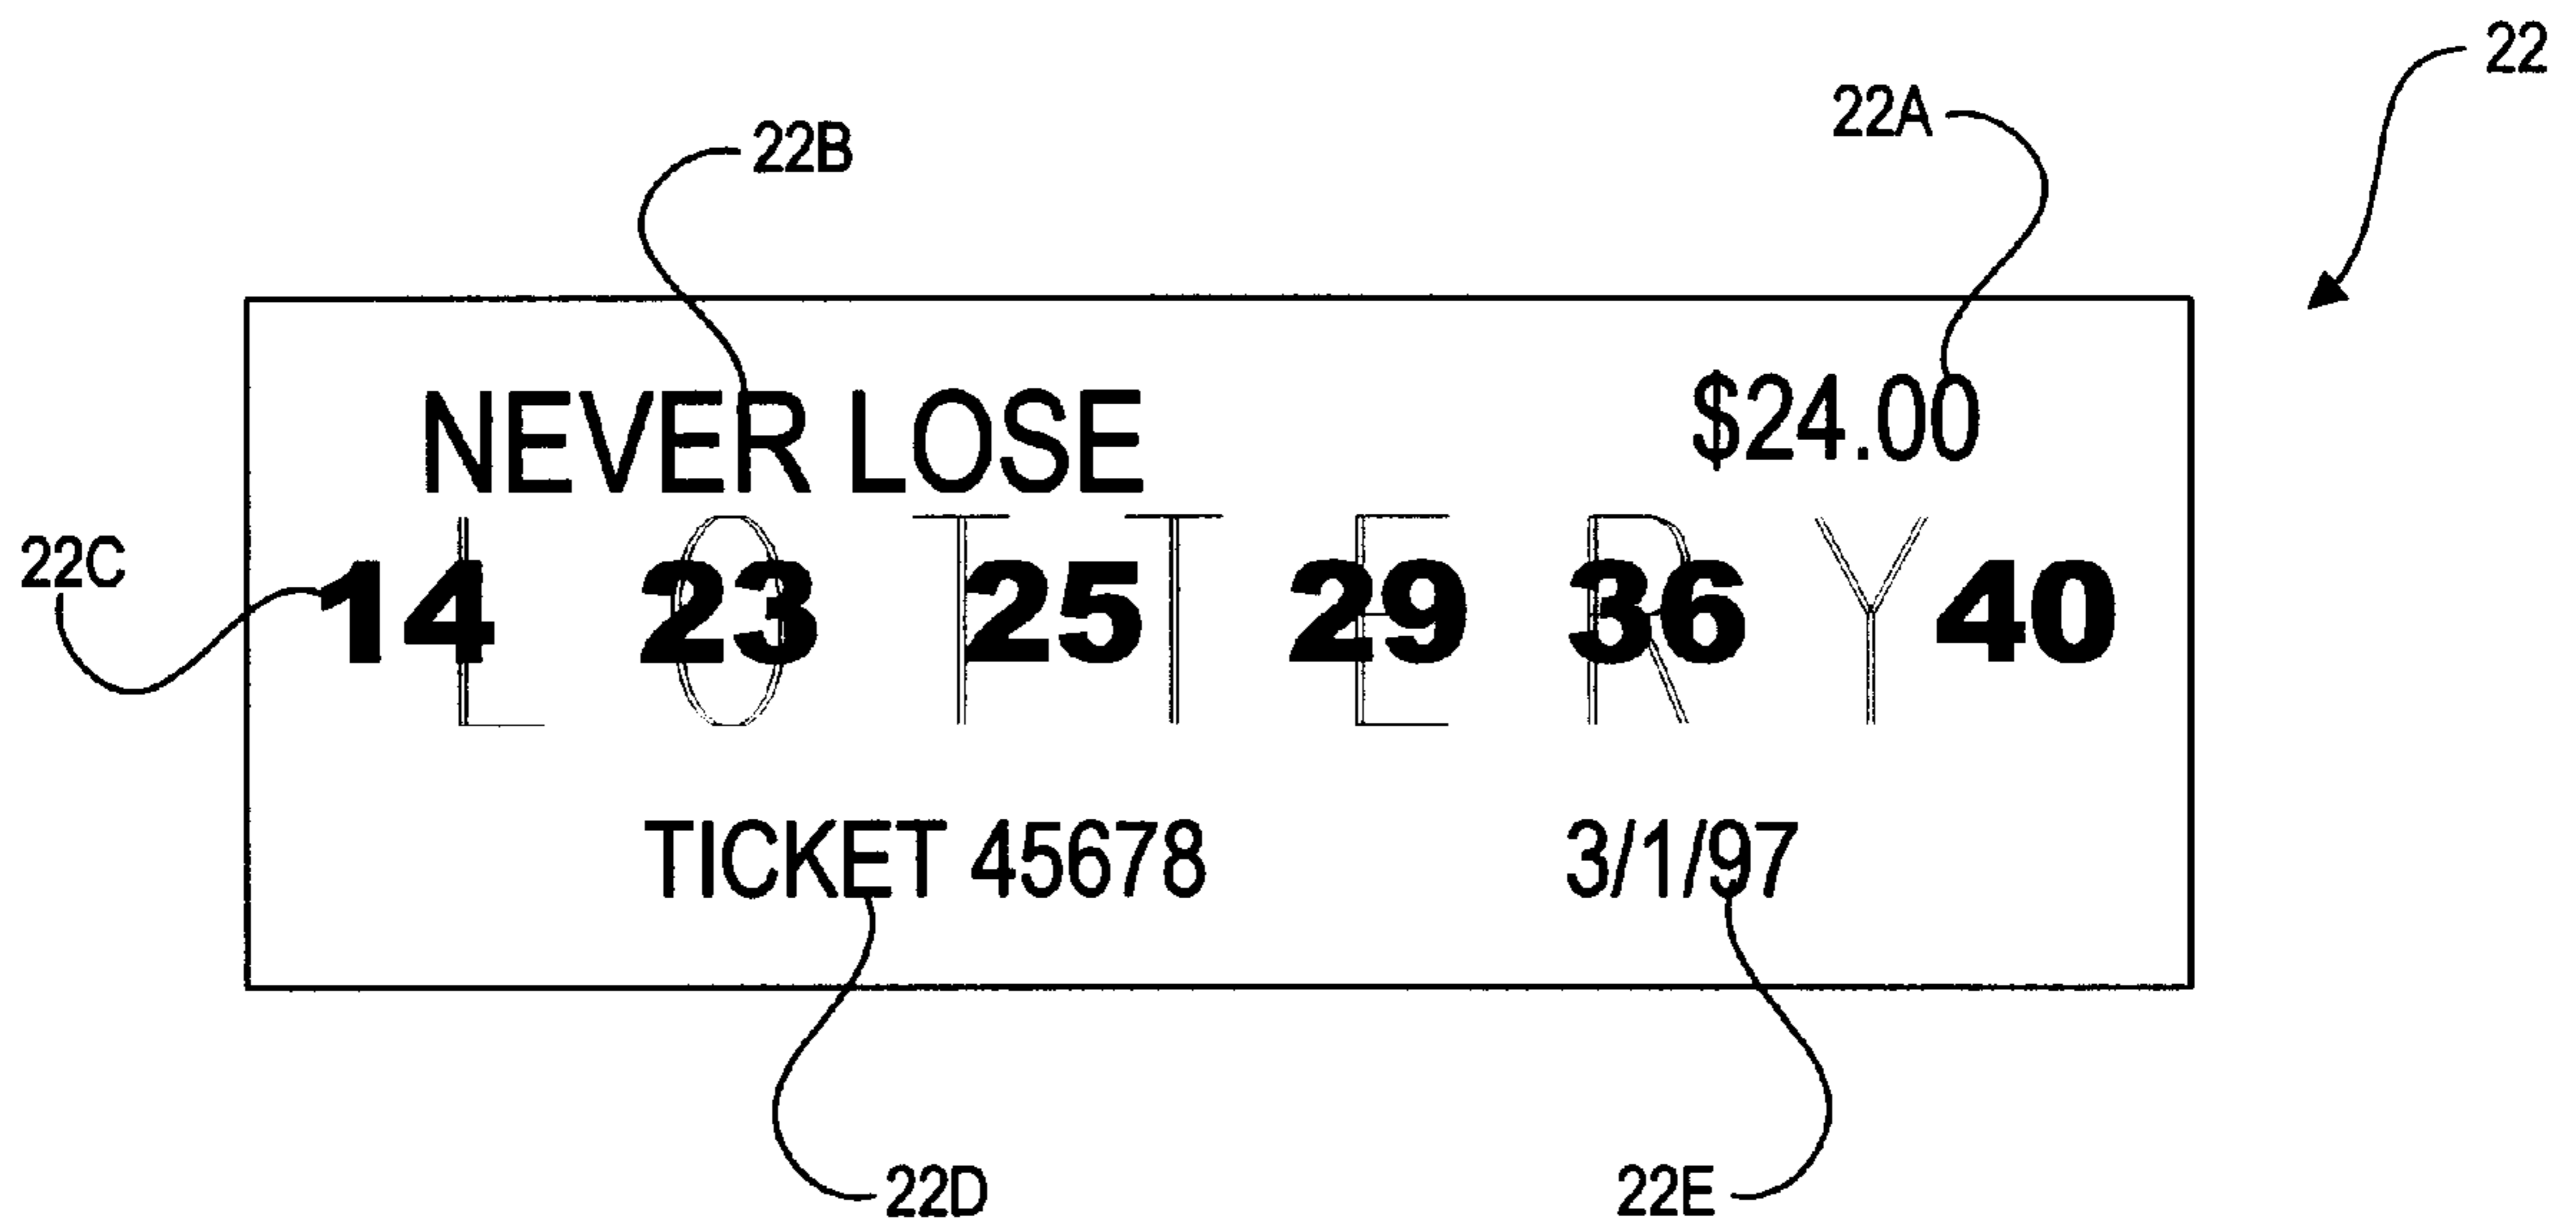 22
22A
22B
NEVER LOSE $24.00
LOTTERY
22C
14 23 25 29 36 40
TICKET 45678 3/1/97
22D 22E